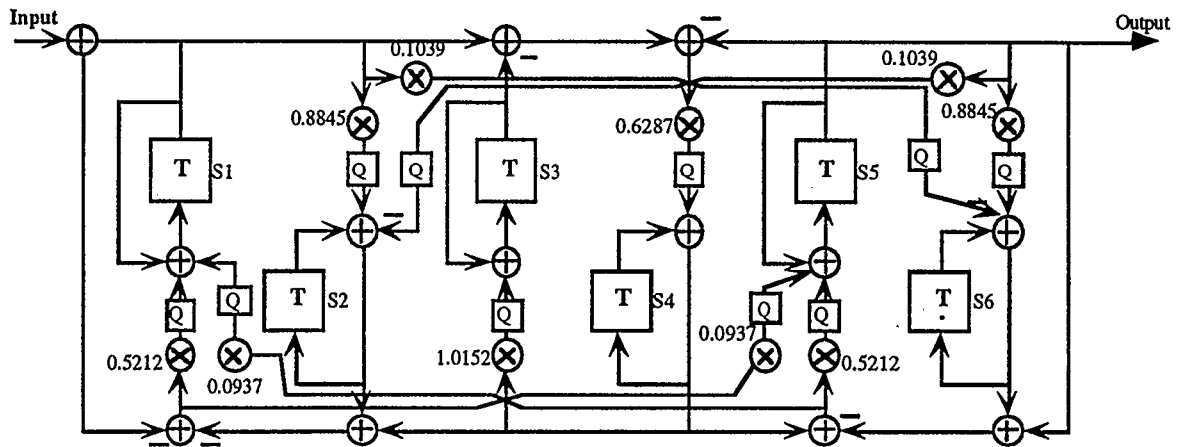 Input
Output
0.1039
0.1039
0.8845
0.6287
0.8845
T
S1
Q
Q
T
S3
Q
T
S5
Q
Q
T
S2
T
S4
T
S6
Q
Q
Q
Q
Q
0.0937
0.5212
0.0937
1.0152
0.5212